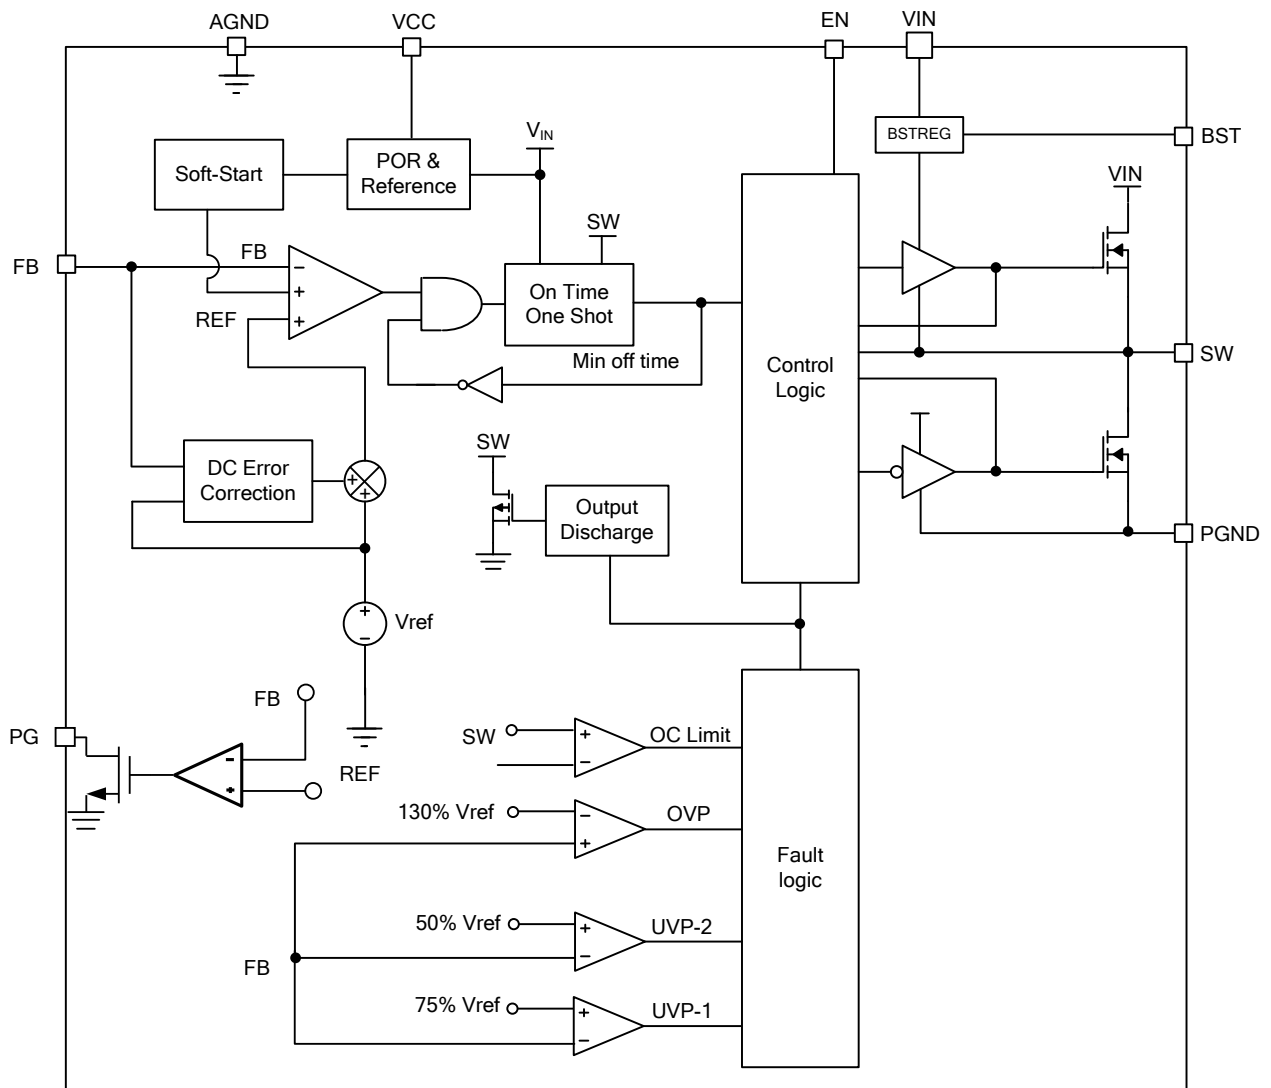 AGND
VCC
EN
VIN
BSTREG
BST
VIN
Soft-Start
POR &
Reference
VIN
SW
FB
FB
−
+
+
REF
On Time
One Shot
Min off time
Control
Logic
SW
DC Error
Correction
+
+
SW
Output
Discharge
PGND
+
−
Vref
PG
FB
-
+
REF
SW
+
−
OC Limit
130% Vref
−
+
OVP
Fault
logic
50% Vref
+
−
UVP-2
FB
75% Vref
+
−
UVP-1